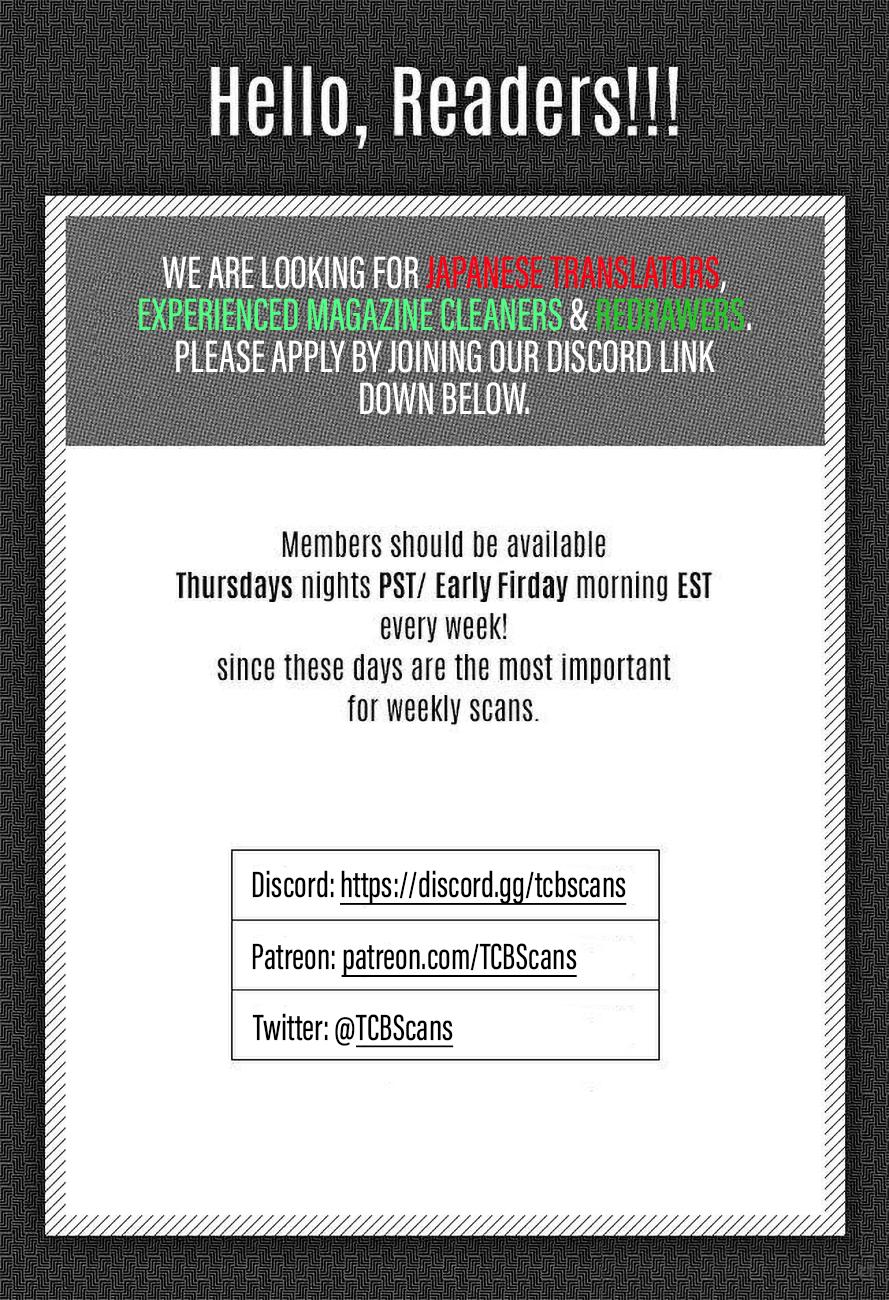 Hello, Readers!!!
WE ARE LOOKING FOR JAPANESE TRANSLATORS,
EXPERIENCED MAGAZINE CLEANERS & REDRAWERS.
PLEASE APPLY BY JOINING OUR DISCORD LINK
DOWN BELOW.
Members should be available
Thursdays nights PST/ Early Firday morning EST
every week!
since these days are the most important
for weekly scans.
Discord: https://discord.gg/tcbscans
Patreon: patreon.com/TCBScans
Twitter: @TCBScans